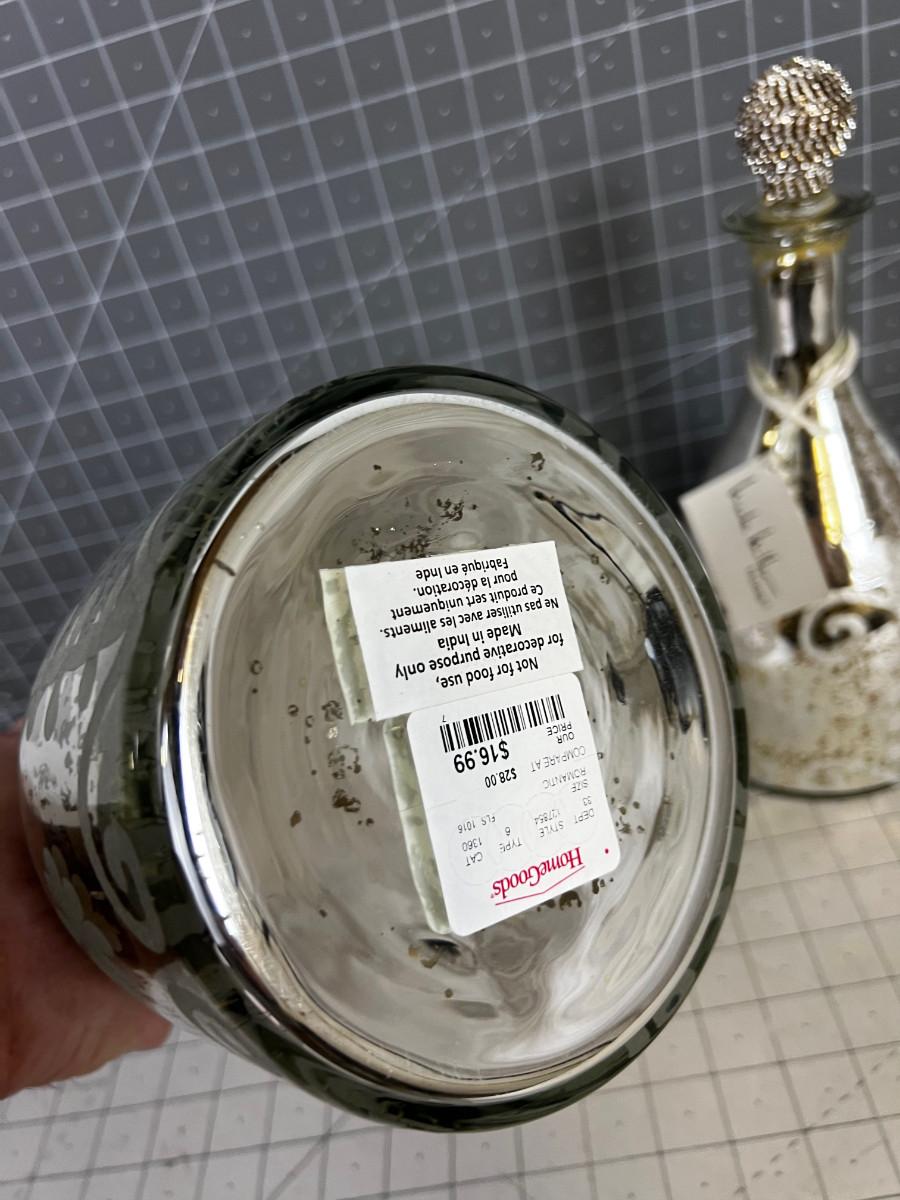 Not for food use,
for decorative purpose only
Made in India
Ne pas utiliser avec les aliments.
Ce produit sert uniquement
pour la décoration.
Fabriqué en Inde
HomeGoods
DEPT STYLE TYPE CAT
33 127854 6 1360
SIZE FLS 1016
ROMANTIC
COMPARE AT $28.00
OUR PRICE $16.99
7